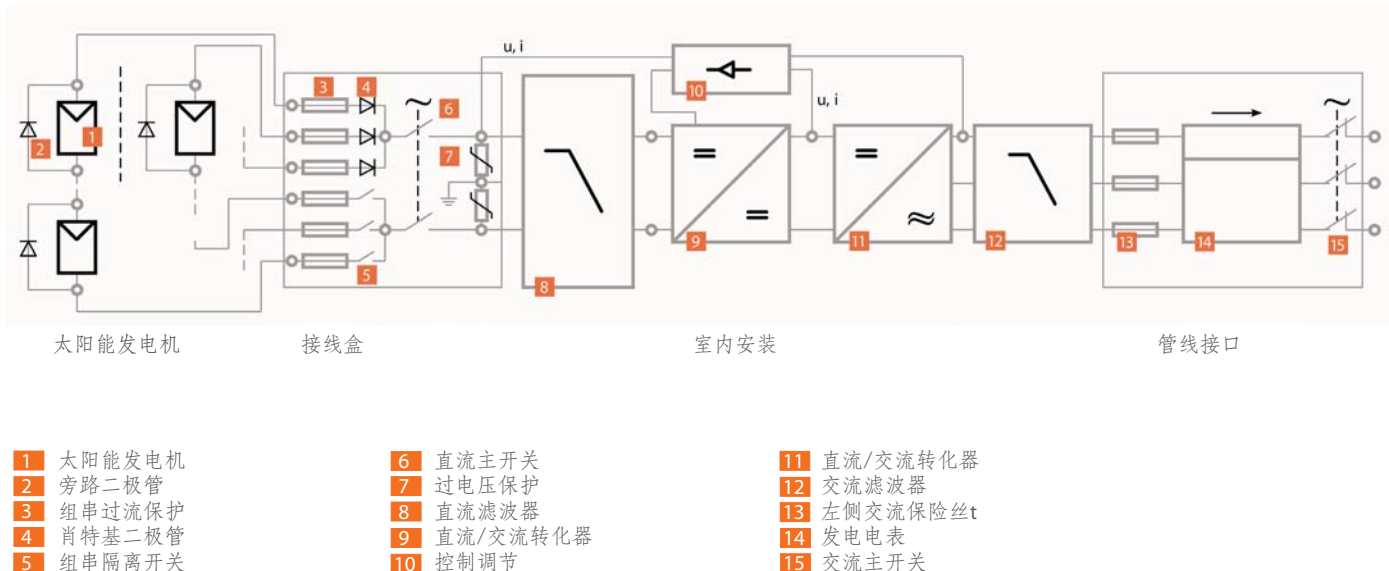 u, i
3
4
6
10
u, i
1
2
7
5
8
9
11
12
13
14
15
太阳能发电机
接线盒
室内安装
管线接口
1 太阳能发电机
2 旁路二极管
3 组串过流保护
4 肖特基二极管
5 组串隔离开关
6 直流主开关
7 过电压保护
8 直流滤波器
9 直流/交流转化器
10 控制调节
11 直流/交流转化器
12 交流滤波器
13 左侧交流保险丝t
14 发电电表
15 交流主开关